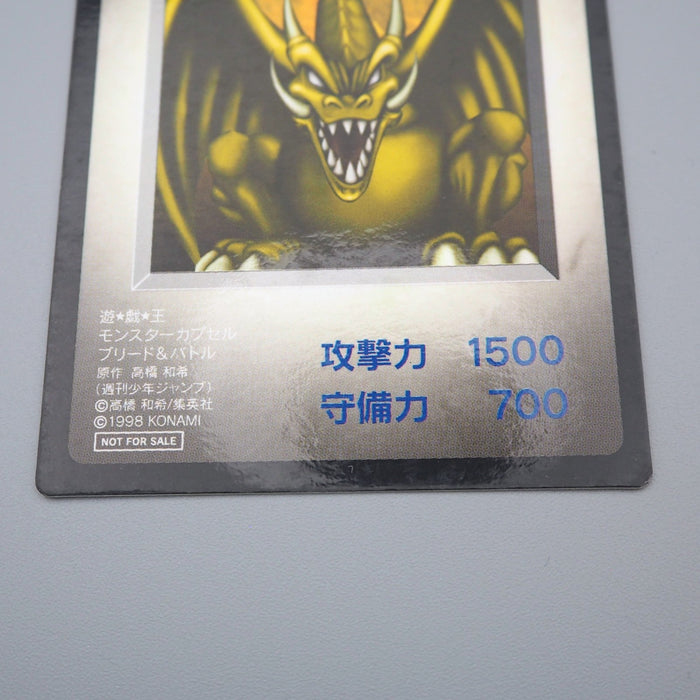 遊★戯★王
モンスターカプセル
ブリード&バトル
原作 高橋 和希
(週刊少年ジャンプ)
©高橋 和希/集英社
©1998 KONAMI
NOT FOR SALE
攻撃力 1500
守備力 700